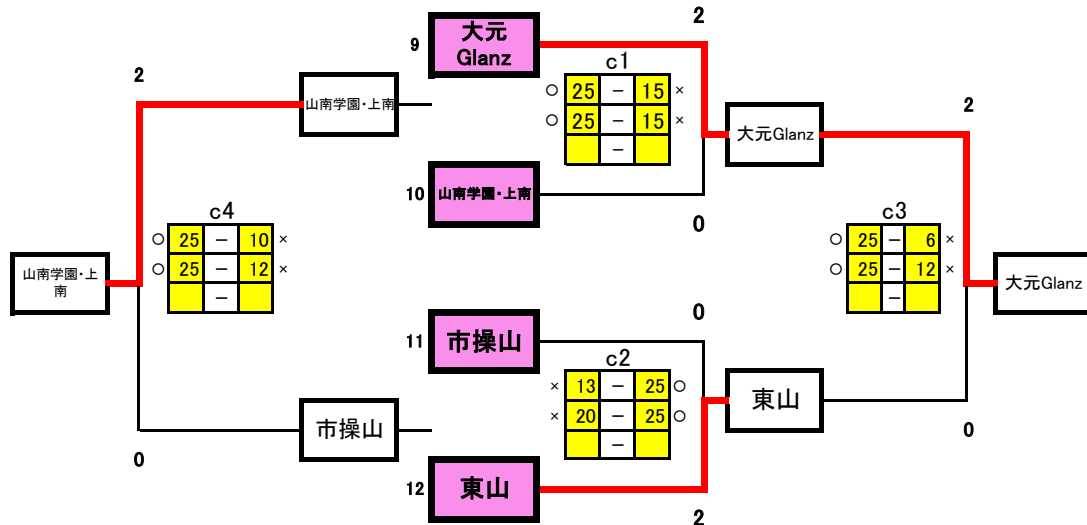 2
9
大元
Glanz
c1
○ 25 － 15 ×
○ 25 － 15 ×
－
2
山南学園・上南
10
山南学園・上南
0
大元Glanz
2
c4
○ 25 － 10 ×
○ 25 － 12 ×
－
山南学園・上
南
0
市操山
11
市操山
0
c2
× 13 － 25 ○
× 20 － 25 ○
－
12
東山
2
東山
c3
○ 25 － 6 ×
○ 25 － 12 ×
－
大元Glanz
0